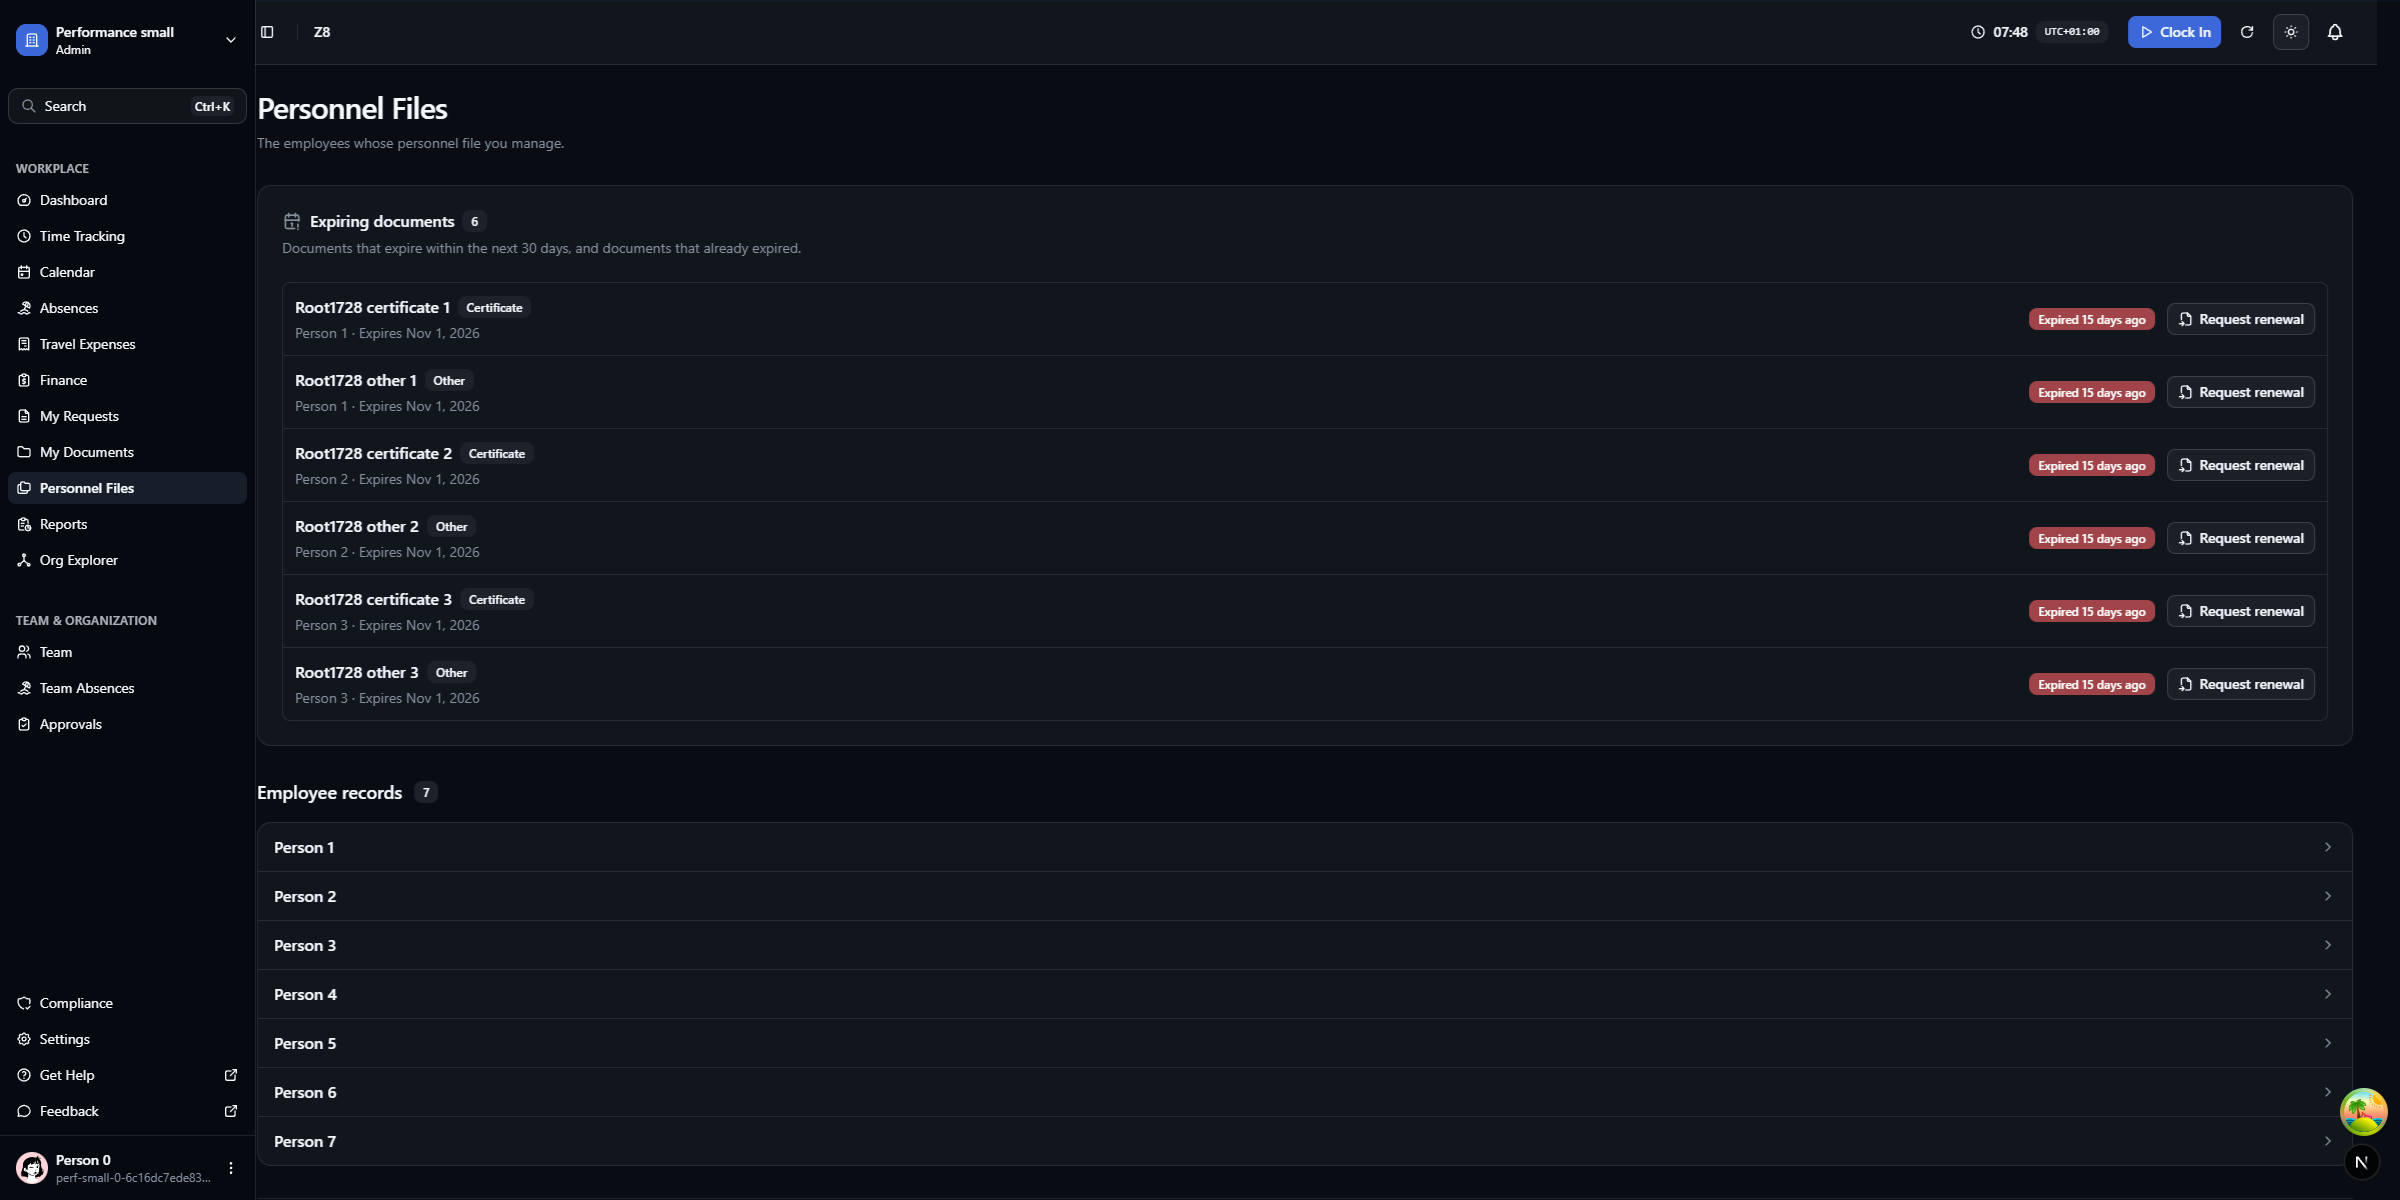 Performance small
Admin
Z8
07:48
UTC+01:00
Clock In
Search
Ctrl+K
WORKPLACE
Dashboard
Time Tracking
Calendar
Absences
Travel Expenses
Finance
My Requests
My Documents
Personnel Files
Reports
Org Explorer
TEAM & ORGANIZATION
Team
Team Absences
Approvals
Compliance
Settings
Get Help
Feedback
Person 0
perf-small-0-6c16dc7ede83...
Personnel Files
The employees whose personnel file you manage.
Expiring documents 6
Documents that expire within the next 30 days, and documents that already expired.
Root1728 certificate 1 Certificate
Person 1 · Expires Nov 1, 2026
Expired 15 days ago
Request renewal
Root1728 other 1 Other
Person 1 · Expires Nov 1, 2026
Expired 15 days ago
Request renewal
Root1728 certificate 2 Certificate
Person 2 · Expires Nov 1, 2026
Expired 15 days ago
Request renewal
Root1728 other 2 Other
Person 2 · Expires Nov 1, 2026
Expired 15 days ago
Request renewal
Root1728 certificate 3 Certificate
Person 3 · Expires Nov 1, 2026
Expired 15 days ago
Request renewal
Root1728 other 3 Other
Person 3 · Expires Nov 1, 2026
Expired 15 days ago
Request renewal
Employee records 7
Person 1
Person 2
Person 3
Person 4
Person 5
Person 6
Person 7
N